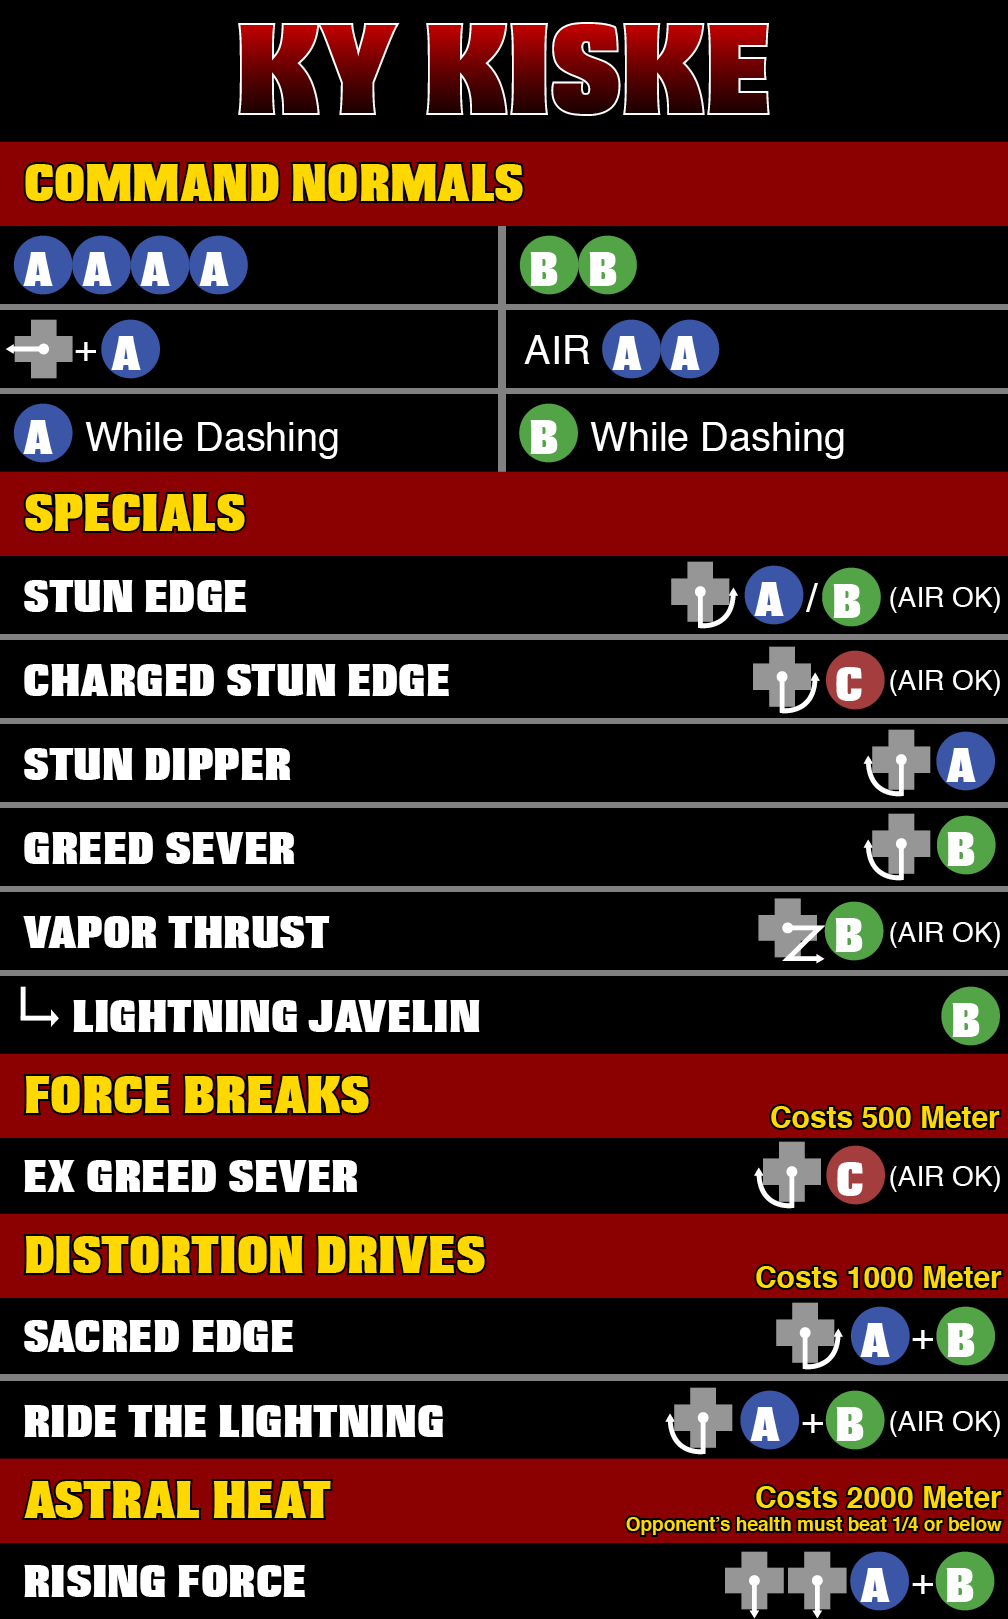 KY KISKE
COMMAND NORMALS
A A A A
B B
+ A
AIR A A
A While Dashing
B While Dashing
SPECIALS
STUN EDGE A / B (AIR OK)
CHARGED STUN EDGE C (AIR OK)
STUN DIPPER A
GREED SEVER B
VAPOR THRUST B (AIR OK)
LIGHTNING JAVELIN B
FORCE BREAKS Costs 500 Meter
EX GREED SEVER C (AIR OK)
DISTORTION DRIVES Costs 1000 Meter
SACRED EDGE A + B
RIDE THE LIGHTNING A + B (AIR OK)
ASTRAL HEAT Costs 2000 Meter
Opponent's health must beat 1/4 or below
RISING FORCE A + B